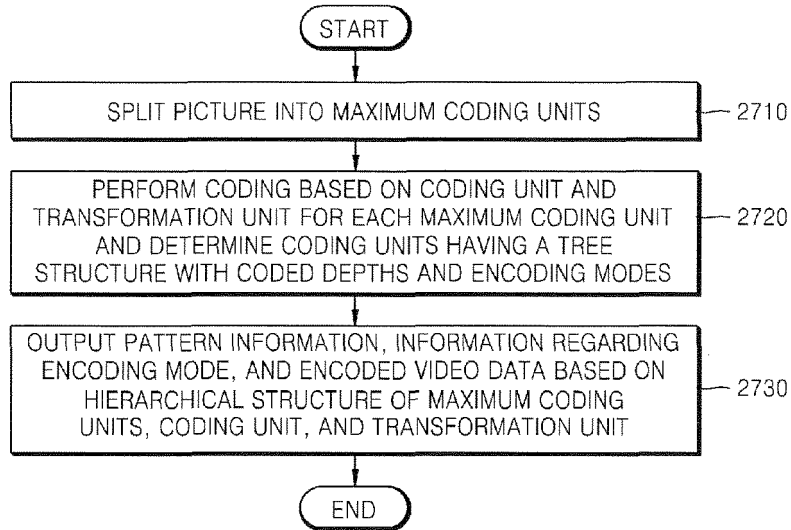 START
SPLIT PICTURE INTO MAXIMUM CODING UNITS
2710
PERFORM CODING BASED ON CODING UNIT AND
TRANSFORMATION UNIT FOR EACH MAXIMUM CODING UNIT
AND DETERMINE CODING UNITS HAVING A TREE
STRUCTURE WITH CODED DEPTHS AND ENCODING MODES
2720
OUTPUT PATTERN INFORMATION, INFORMATION REGARDING
ENCODING MODE, AND ENCODED VIDEO DATA BASED ON
HIERARCHICAL STRUCTURE OF MAXIMUM CODING
UNITS, CODING UNIT, AND TRANSFORMATION UNIT
2730
END